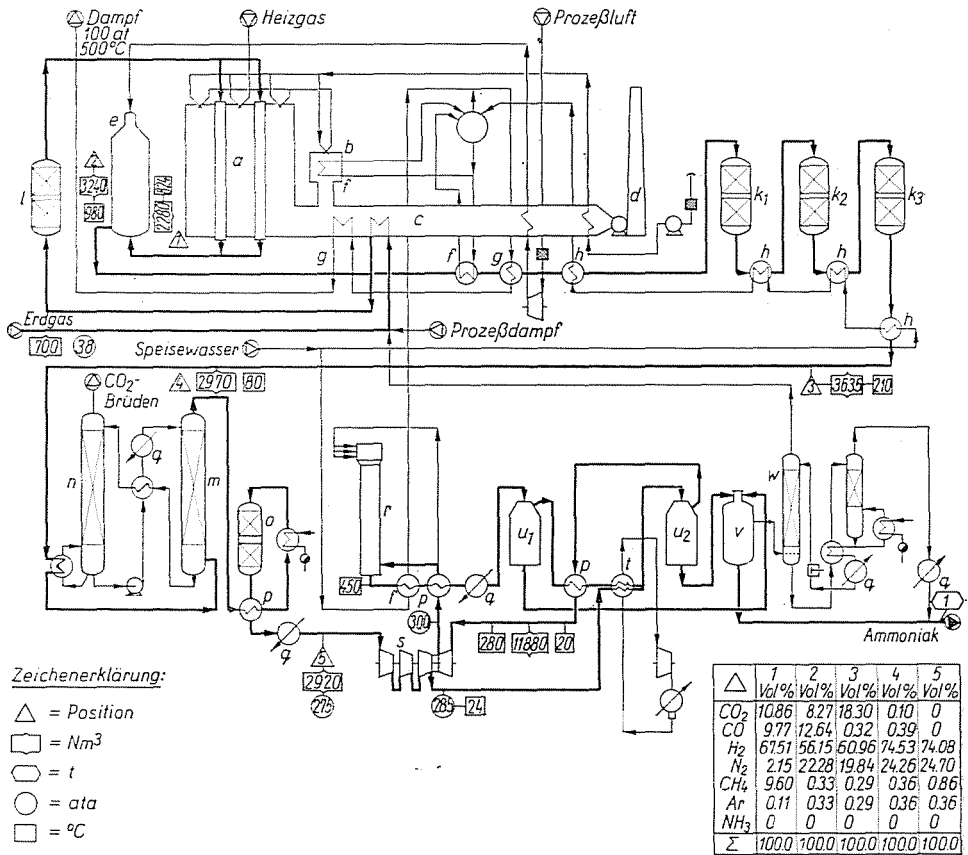 Dampf
100 at
500°C
Heizgas
Prozeßluft
e
a
b
f
c
d
l
k1
k2
k3
2
3240
980
824
2280
1
g
f
g
h
h
h
h
Erdgas
700
38
Prozeßdampf
Speisewasser
CO2-
Brüden
4
2970
80
3
3635
210
n
q
m
o
p
q
r
450
f
p
300
q
u1
p
t
u2
v
w
q
q
1
Ammoniak
280
11880
20
s
5
2920
275
285
24
Zeichenerklärung:
△ = Position
= Nm3
= t
○ = ata
□ = °C
△ 1 2 3 4 5
Vol% Vol% Vol% Vol% Vol%
CO2 10.86 8.27 18.30 0.10 0
CO 9.77 12.64 0.32 0.39 0
H2 67.51 56.15 60.96 74.53 74.08
N2 2.15 22.28 19.84 24.26 24.70
CH4 9.60 0.33 0.29 0.36 0.86
Ar 0.11 0.33 0.29 0.36 0.36
NH3 0 0 0 0 0
Σ 100.0 100.0 100.0 100.0 100.0